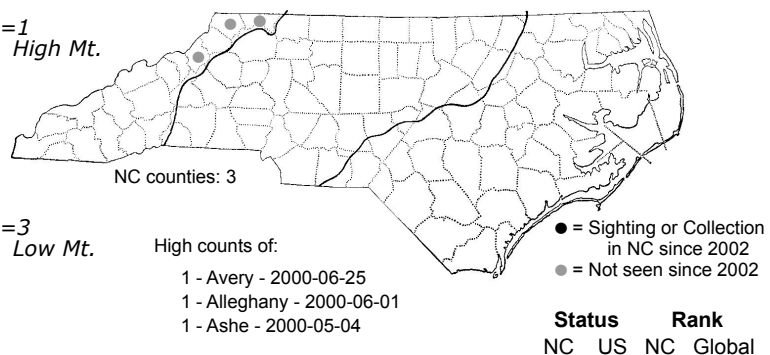 =1
High Mt.
NC counties: 3
=3
Low Mt.
High counts of:
1 - Avery - 2000-06-25
1 - Alleghany - 2000-06-01
1 - Ashe - 2000-05-04
● = Sighting or Collection
in NC since 2002
● = Not seen since 2002
Status Rank
NC US NC Global